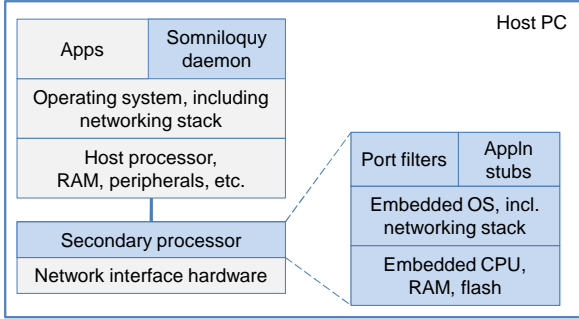 Host PC
Apps
Somniloquy
daemon
Operating system, including
networking stack
Host processor,
RAM, peripherals, etc.
Secondary processor
Network interface hardware
Port filters
Appln
stubs
Embedded OS, incl.
networking stack
Embedded CPU,
RAM, flash